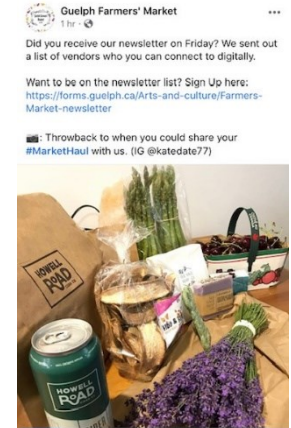 Guelph Farmers' Market
1 hr ·
Did you receive our newsletter on Friday? We sent out
a list of vendors who you can connect to digitally.
Want to be on the newsletter list? Sign Up here:
https://forms.guelph.ca/Arts-and-culture/Farmers-
Market-newsletter
📷: Throwback to when you could share your
#MarketHaul with us. (IG @katedate77)
HOWELL
ROAD
HOWELL
ROAD